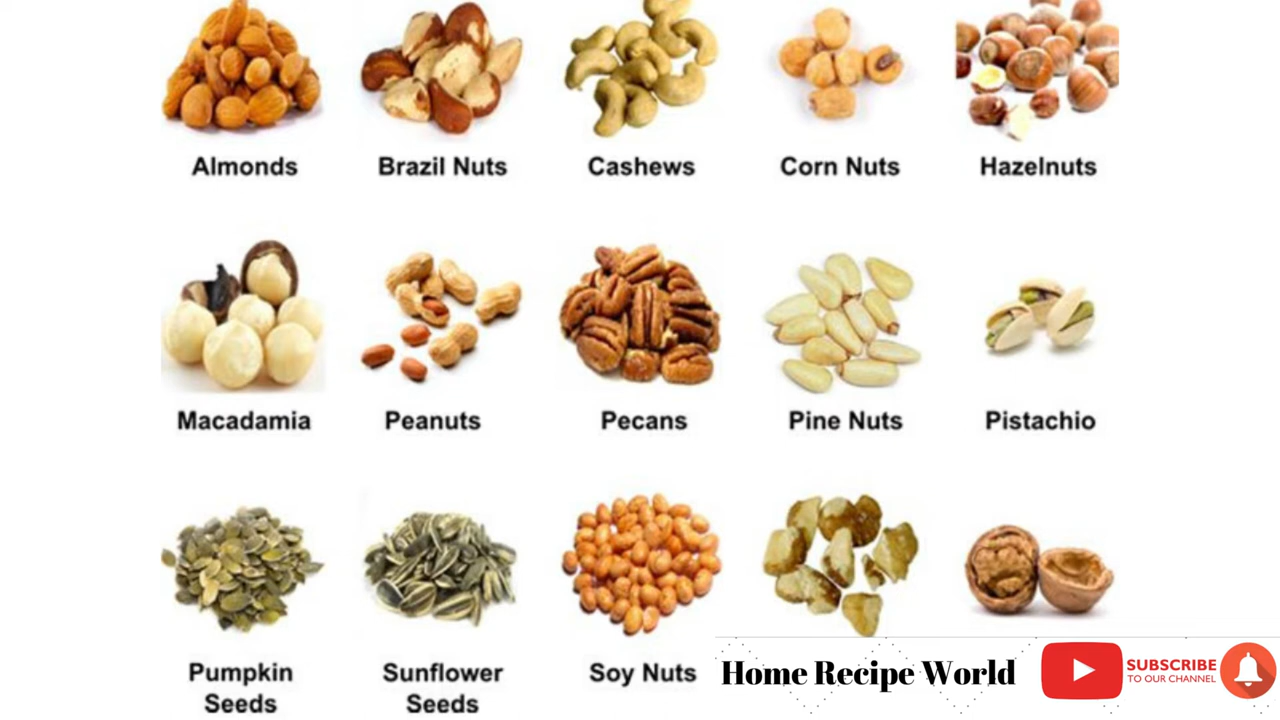 Almonds
Brazil Nuts
Cashews
Corn Nuts
Hazelnuts
Macadamia
Peanuts
Pecans
Pine Nuts
Pistachio
Pumpkin
Seeds
Sunflower
Seeds
Soy Nuts
Home Recipe World
SUBSCRIBE
TO OUR CHANNEL